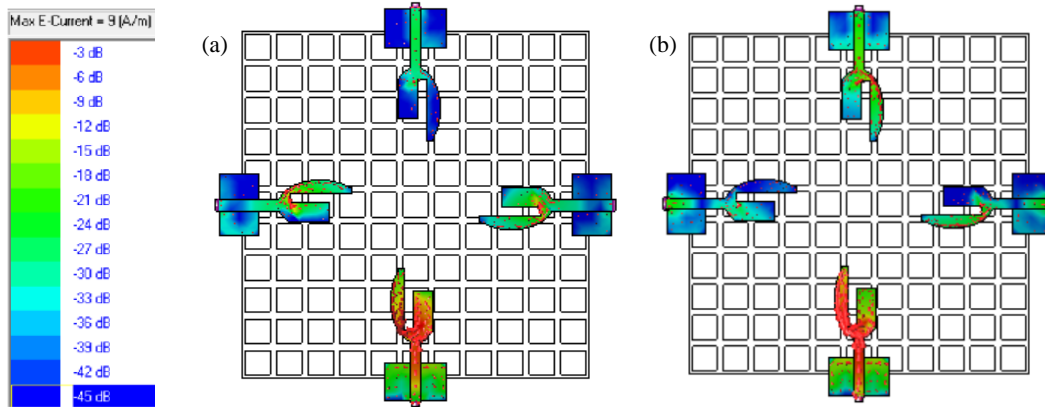 Max E-Current = 9 (A/m)
-3 dB
-6 dB
-9 dB
-12 dB
-15 dB
-18 dB
-21 dB
-24 dB
-27 dB
-30 dB
-33 dB
-36 dB
-39 dB
-42 dB
-45 dB
(a)
(b)